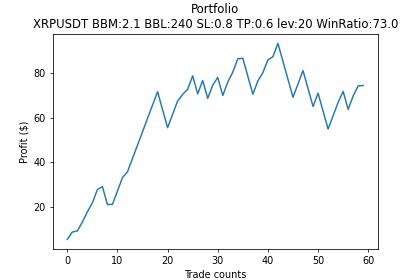 Portfolio
XRPUSDT BBM:2.1 BBL:240 SL:0.8 TP:0.6 lev:20 WinRatio:73.0
80
60
40
20
Profit ($)
0 10 20 30 40 50 60
Trade counts